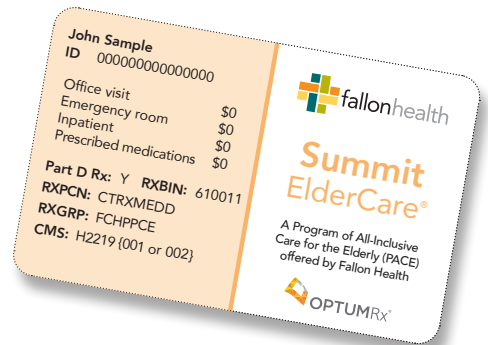 John Sample
ID 000000000000000
Office visit $0
Emergency room $0
Inpatient $0
Prescribed medications $0
Part D Rx: Y RXBIN: 610011
RXPCN: CTRXMEDD
RXGRP: FCHPPCE
CMS: H2219 {001 or 002}
fallonhealth
Summit
ElderCare®
A Program of All-Inclusive
Care for the Elderly (PACE)
offered by Fallon Health
OPTUMRx®